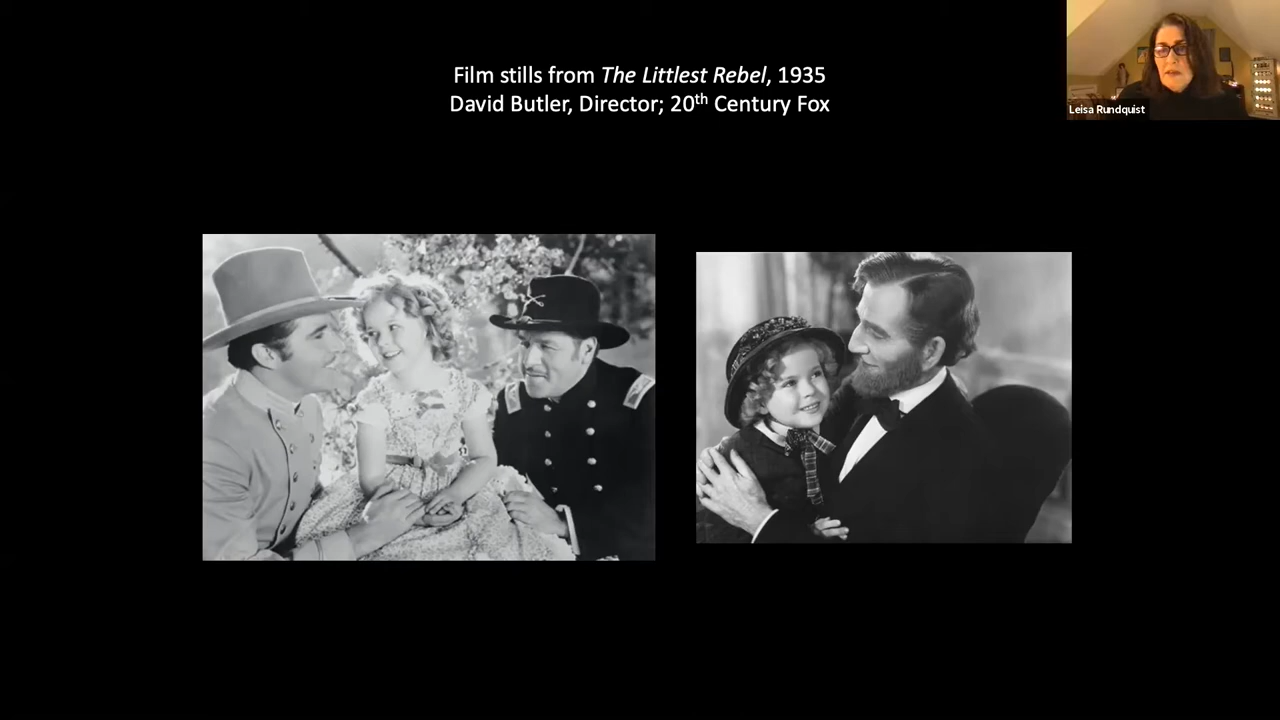 Film stills from The Littlest Rebel, 1935
David Butler, Director; 20th Century Fox
Leisa Rundquist